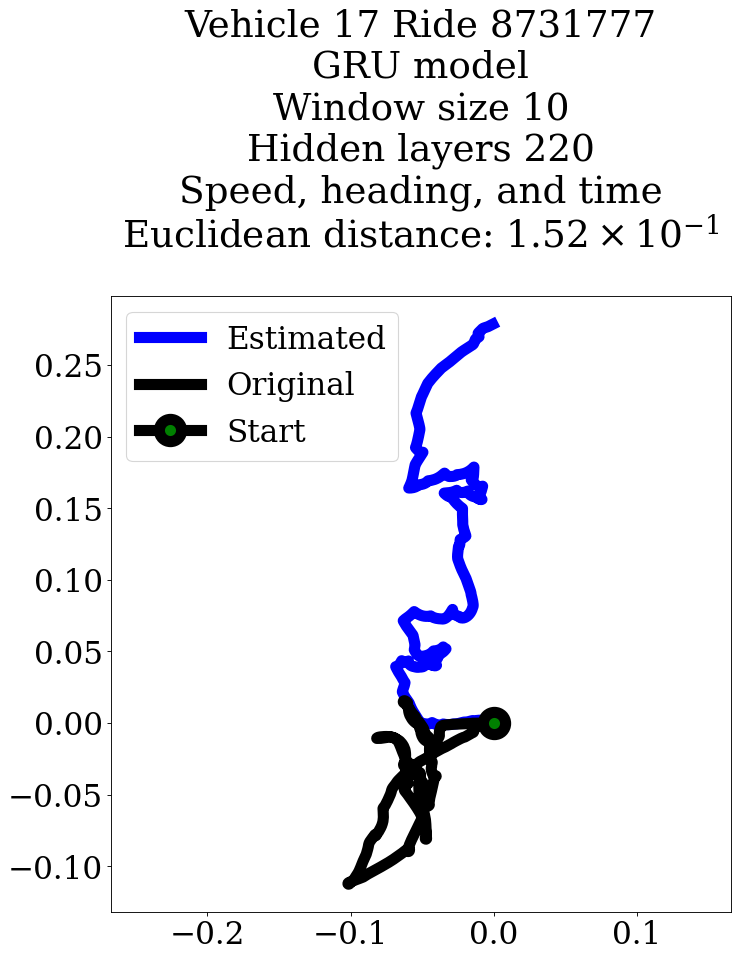 Vehicle 17 Ride 8731777
GRU model
Window size 10
Hidden layers 220
Speed, heading, and time
Euclidean distance: 1.52 × 10⁻¹
Estimated
Original
Start
0.25
0.20
0.15
0.10
0.05
0.00
−0.05
−0.10
−0.2
−0.1
0.0
0.1